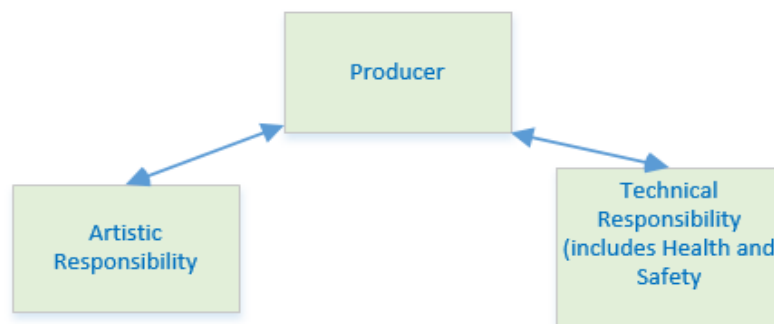 Producer
Artistic
Responsibility
Technical
Responsibility
(includes Health and
Safety